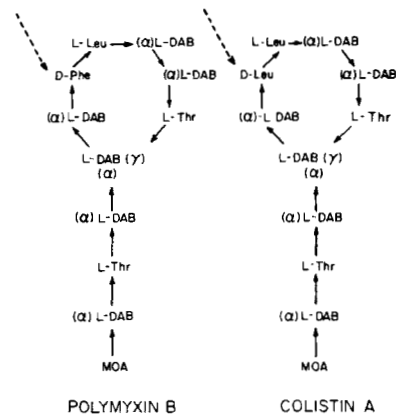 L-Leu (α)L-DAB
D-Phe (α)L-DAB
(α)L-DAB L-Thr
L-DAB (γ)
(α)
(α)L-DAB
L-Thr
(α)L-DAB
MOA
POLYMYXIN B
L-Leu (α)L-DAB
D-Leu (α)L-DAB
(α)-L DAB L-Thr
L-DAB (γ)
(α)
(α)L-DAB
L-Thr
(α)L-DAB
MOA
COLISTIN A